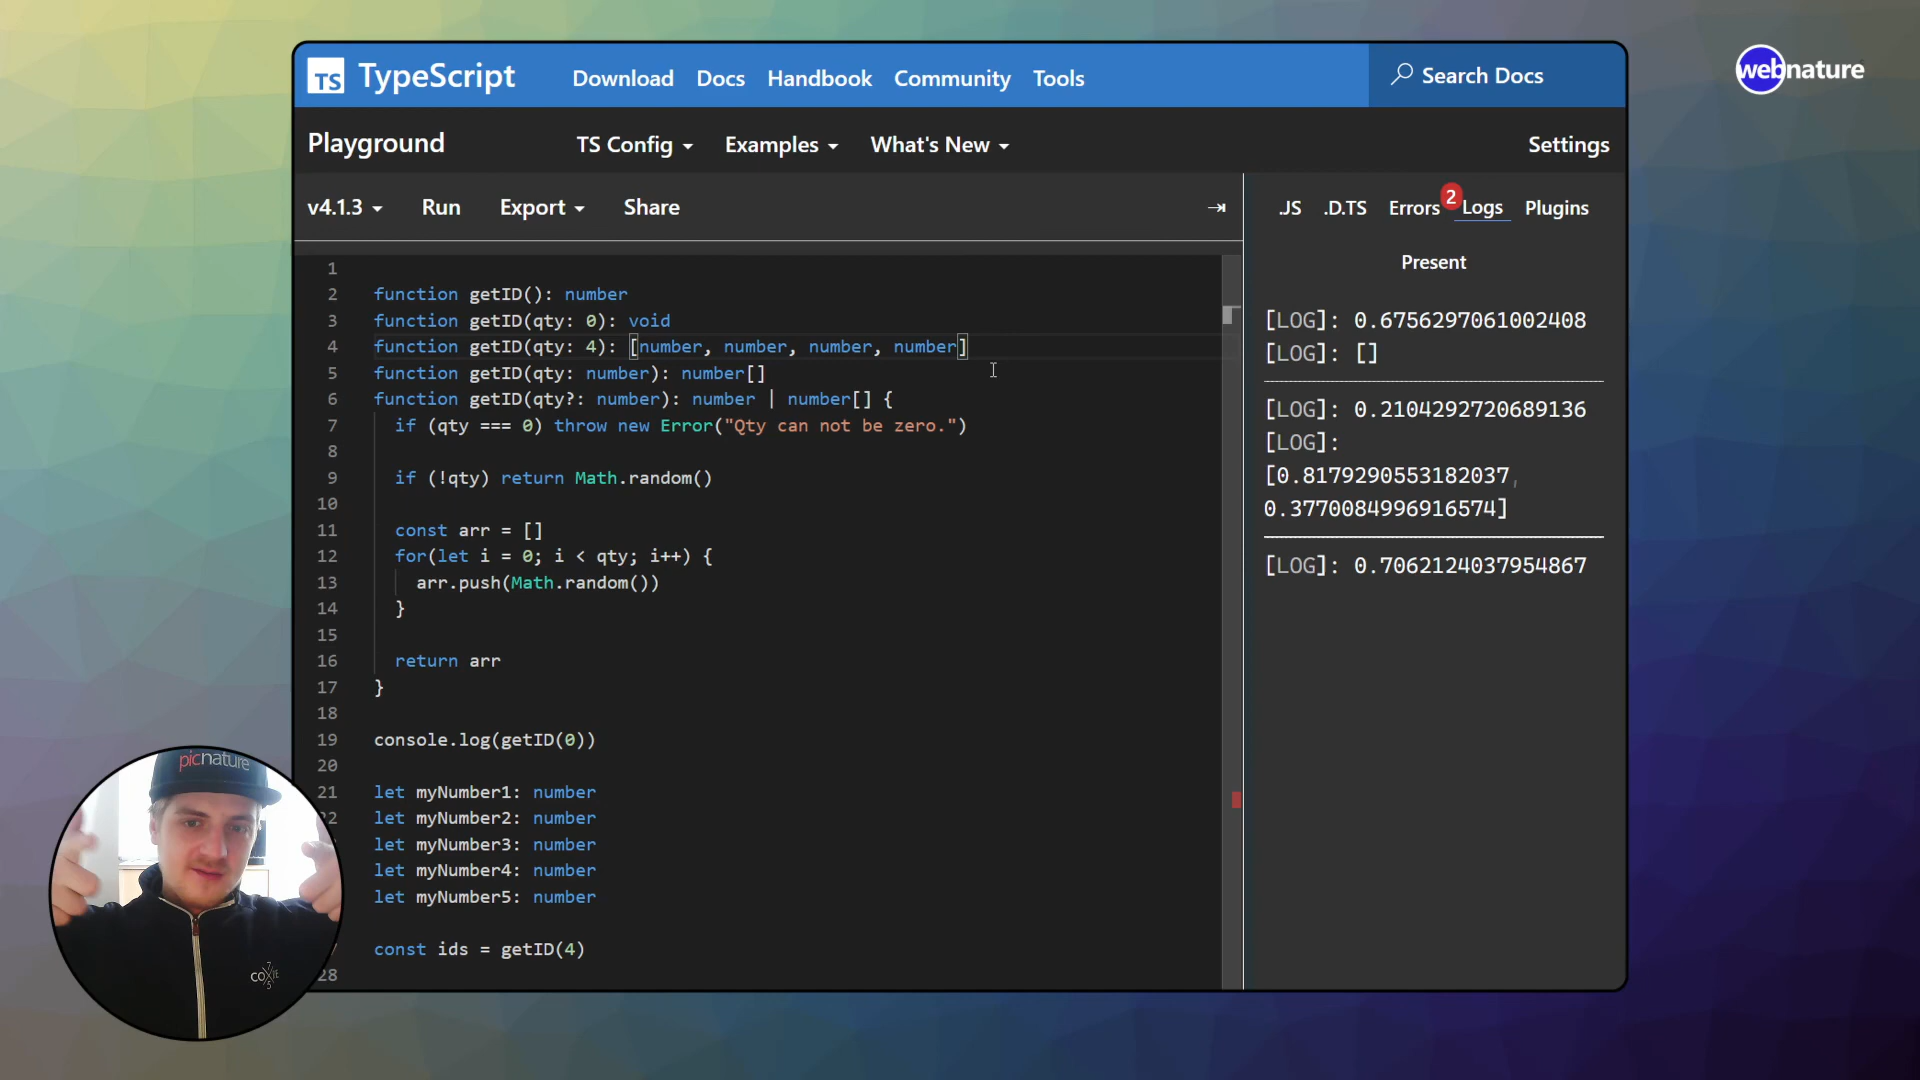 webnature
TS TypeScript Download Docs Handbook Community Tools Search Docs
Playground TS Config Examples What's New Settings
v4.1.3 Run Export Share .JS .D.TS Errors 2 Logs Plugins
Present
1
2 function getID(): number
3 function getID(qty: 0): void
4 function getID(qty: 4): [number, number, number, number]
5 function getID(qty: number): number[]
6 function getID(qty?: number): number | number[] {
7 if (qty === 0) throw new Error("Qty can not be zero.")
8
9 if (!qty) return Math.random()
10
11 const arr = []
12 for(let i = 0; i < qty; i++) {
13 arr.push(Math.random())
14 }
15
16 return arr
17 }
18
19 console.log(getID(0))
20
21 let myNumber1: number
22 let myNumber2: number
let myNumber3: number
let myNumber4: number
let myNumber5: number
const ids = getID(4)
28
[LOG]: 0.6756297061002408
[LOG]: []
[LOG]: 0.2104292720689136
[LOG]:
[0.8179290553182037,
0.3770084996916574]
[LOG]: 0.7062124037954867
picnature
COXIE
75